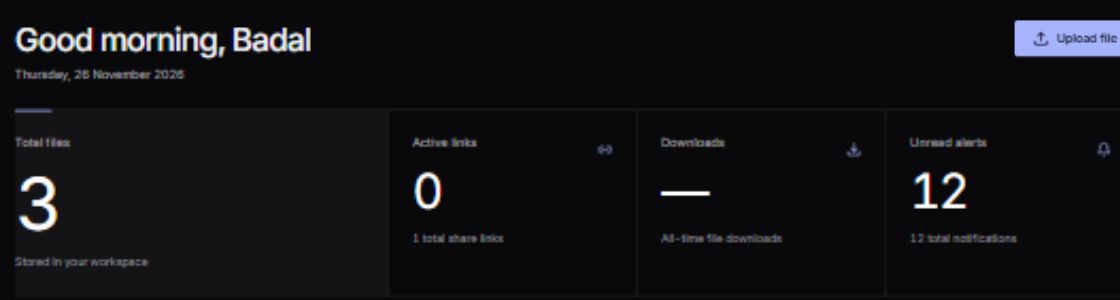 Good morning, Badal
Upload file
Thursday, 26 November 2026
Total files
3
Stored in your workspace
Active links
0
1 total share links
Downloads
—
All-time file downloads
Unread alerts
12
12 total notifications